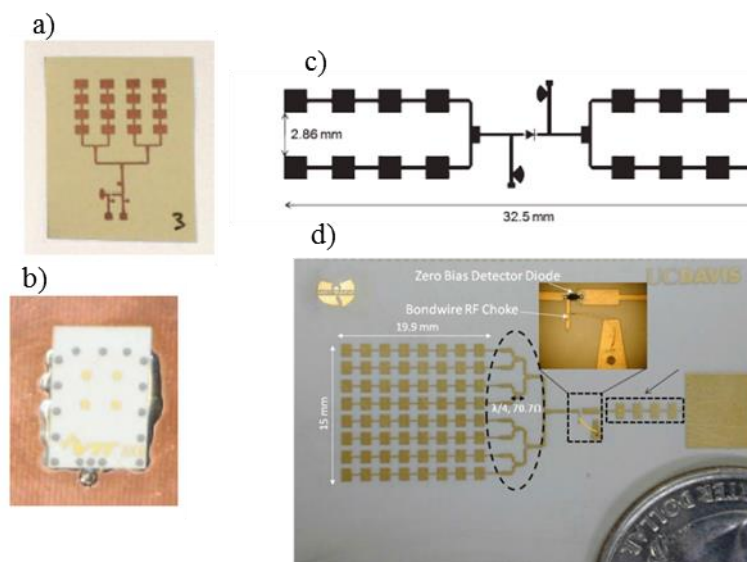 a)
3
b)
c)
2.86 mm
32.5 mm
d)
Zero Bias Detector Diode
UC DAVIS
Bondwire RF Choke
19.9 mm
15 mm
λ/4, 70.7Ω